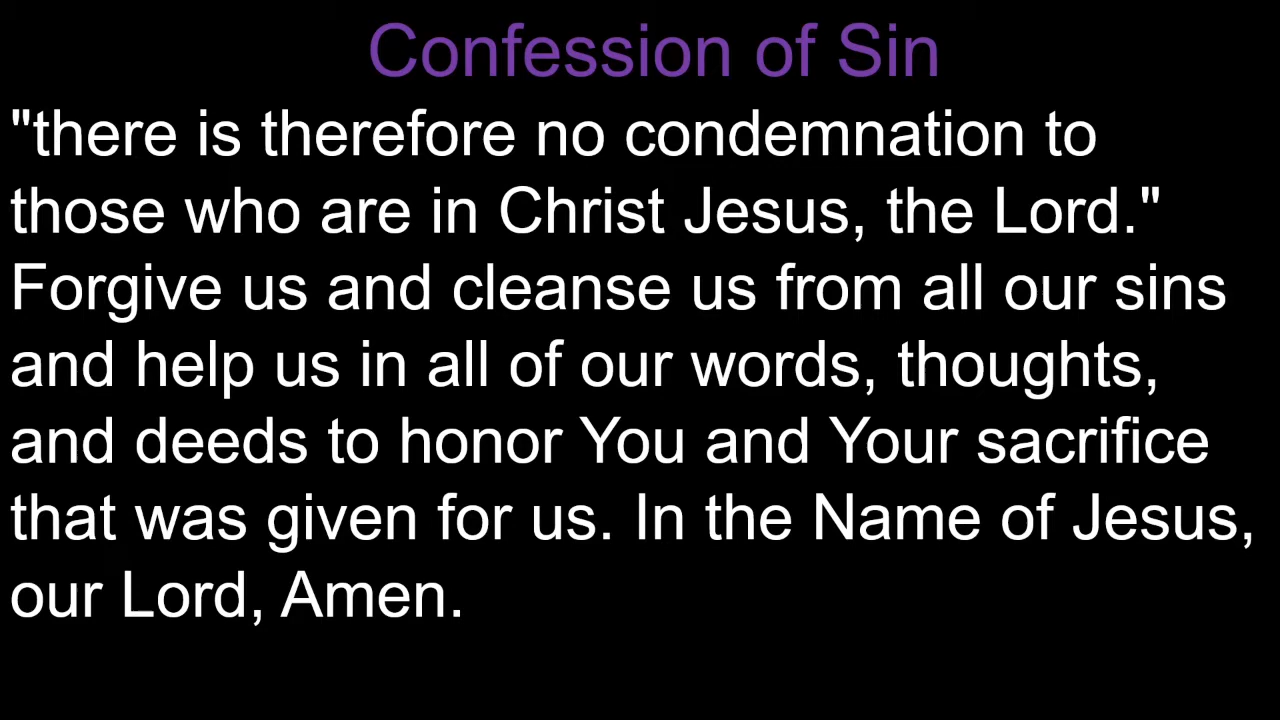 Confession of Sin
"there is therefore no condemnation to
those who are in Christ Jesus, the Lord."
Forgive us and cleanse us from all our sins
and help us in all of our words, thoughts,
and deeds to honor You and Your sacrifice
that was given for us. In the Name of Jesus,
our Lord, Amen.